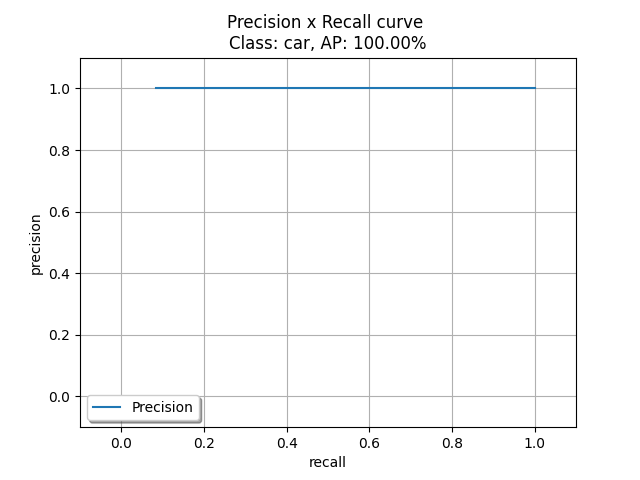 Precision x Recall curve
Class: car, AP: 100.00%
precision
1.0
0.8
0.6
0.4
0.2
0.0
Precision
0.0 0.2 0.4 0.6 0.8 1.0
recall